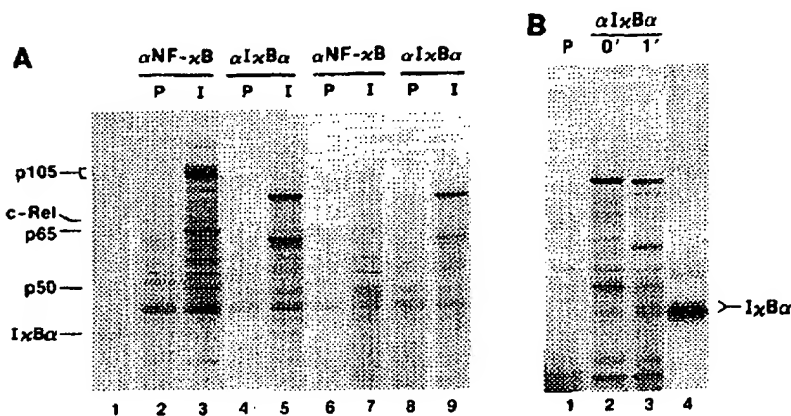 A
αNF-ϰB αIϰBα αNF-ϰB αIϰBα
P I P I P I P I
p105
c-Rel
p65
p50
IϰBα
1 2 3 4 5 6 7 8 9
B
αIϰBα
P 0′ 1′
IϰBα
1 2 3 4